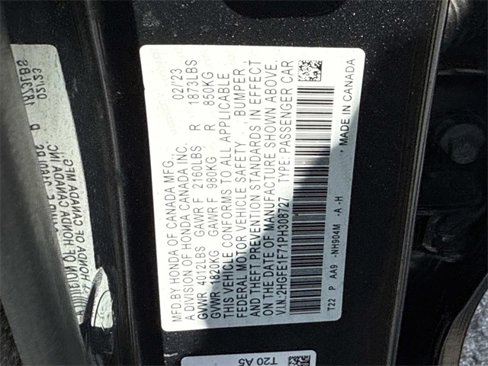 MFD.BY HONDA OF CANADA MFG. 02/23
A DIVISION OF HONDA CANADA INC.
GVWR 4012LBS GAWR F 2160LBS R 1873LBS
GVWR 1820KG GAWR F 980KG R 850KG
THIS VEHICLE CONFORMS TO ALL APPLICABLE
FEDERAL MOTOR VEHICLE SAFETY, BUMPER
AND THEFT PREVENTION STANDARDS IN EFFECT
ON THE DATE OF MANUFACTURE SHOWN ABOVE.
V.I.N.: 2HGFE1F71PH308727 TYPE: PASSENGER CAR
T22 P AA9 -NH904M -A -H * MADE IN CANADA
T20 A5